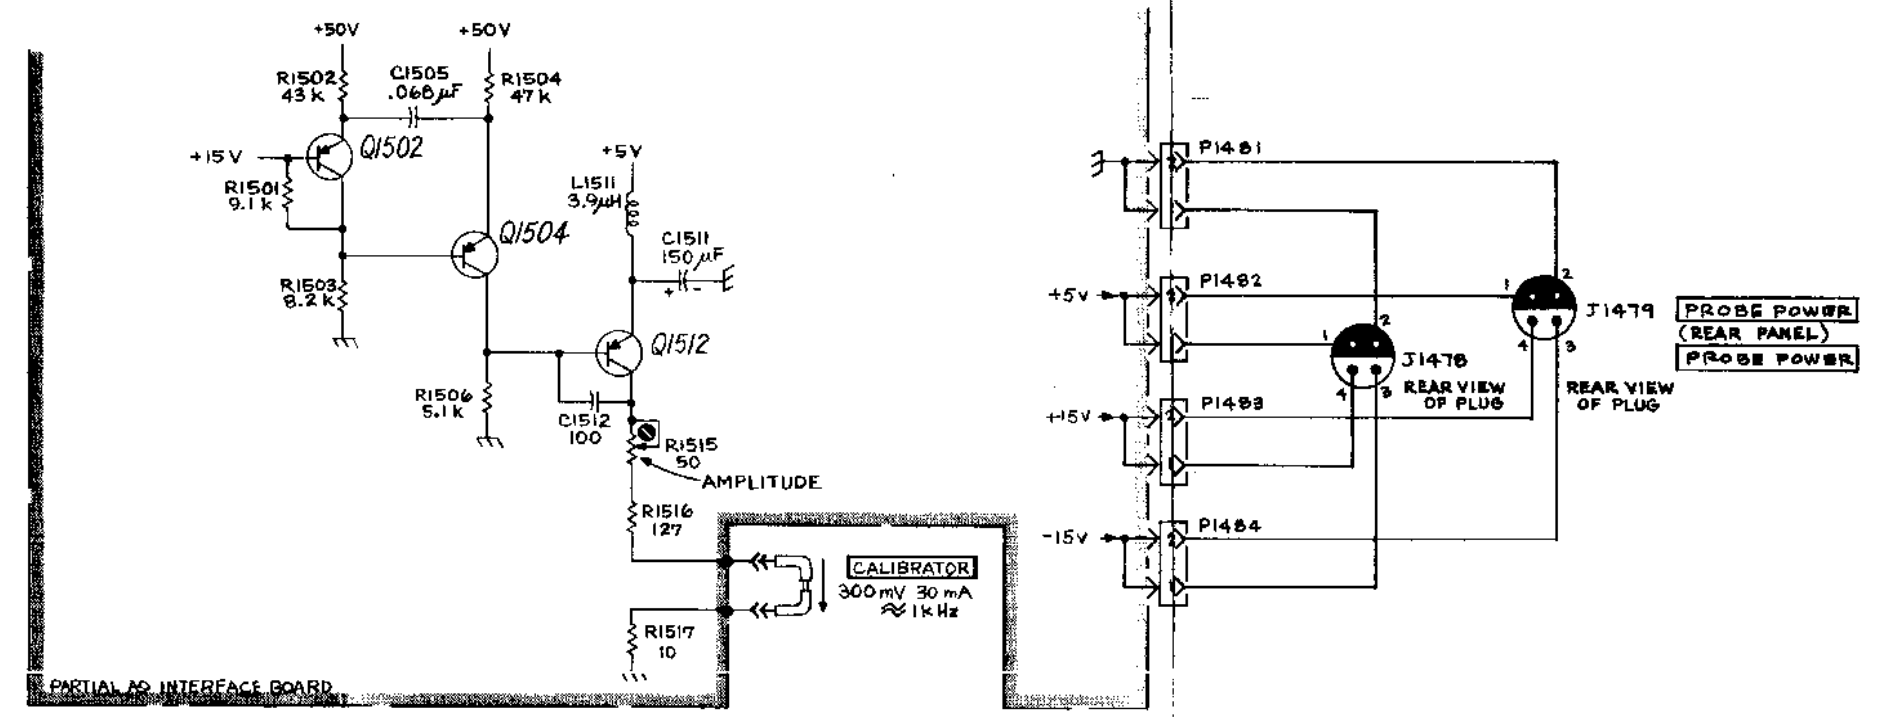 +50V
+50V
R1502
43k
C1505
.068µF
R1504
47k
Q1502
+15V
R1501
9.1k
+5V
L1511
3.9µH
Q1504
C1511
150µF
+ -
R1503
8.2k
Q1512
R1506
5.1k
C1512
100
R1515
50
AMPLITUDE
R1516
127
CALIBRATOR
300mV 30mA
≈1kHz
R1517
10
PARTIAL A9 INTERFACE BOARD
P1481
P1482
+5V
1
2
J1479
PROBE POWER
(REAR PANEL)
PROBE POWER
4
3
1
2
J1478
REAR VIEW
OF PLUG
4
3
REAR VIEW
OF PLUG
P1483
+15V
P1484
-15V